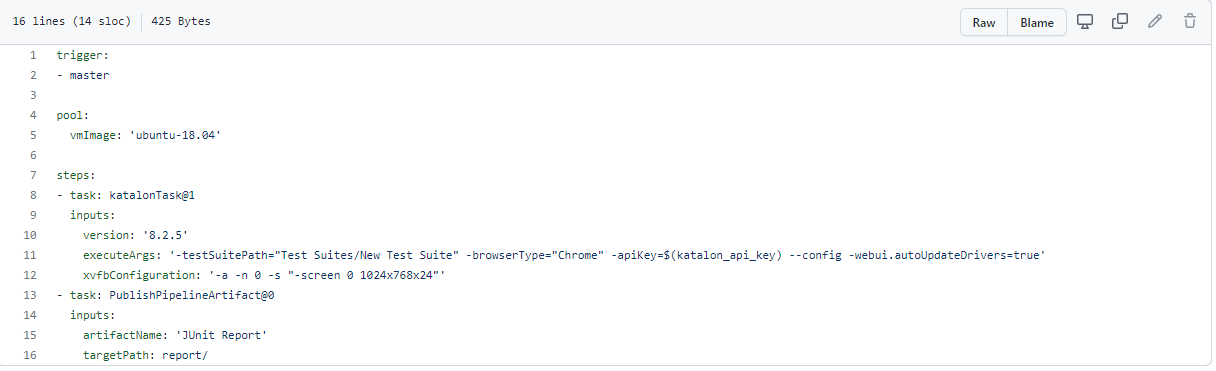 16 lines (14 sloc) 425 Bytes Raw Blame
1 trigger:
2 - master
3
4 pool:
5 vmImage: 'ubuntu-18.04'
6
7 steps:
8 - task: katalonTask@1
9 inputs:
10 version: '8.2.5'
11 executeArgs: '-testSuitePath="Test Suites/New Test Suite" -browserType="Chrome" -apiKey=$(katalon_api_key) --config -webui.autoUpdateDrivers=true'
12 xvfbConfiguration: '-a -n 0 -s "-screen 0 1024x768x24"'
13 - task: PublishPipelineArtifact@0
14 inputs:
15 artifactName: 'JUnit Report'
16 targetPath: report/